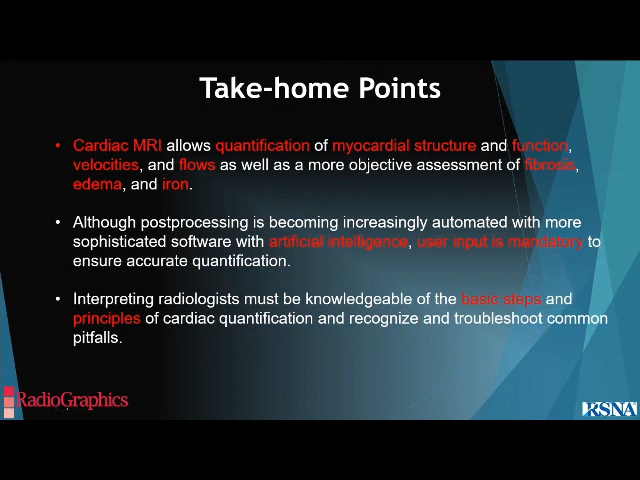 Take-home Points
• Cardiac MRI allows quantification of myocardial structure and function,
velocities, and flows as well as a more objective assessment of fibrosis,
edema, and iron.
• Although postprocessing is becoming increasingly automated with more
sophisticated software with artificial intelligence, user input is mandatory to
ensure accurate quantification.
• Interpreting radiologists must be knowledgeable of the basic steps and
principles of cardiac quantification and recognize and troubleshoot common
pitfalls.
RadioGraphics
RSNA